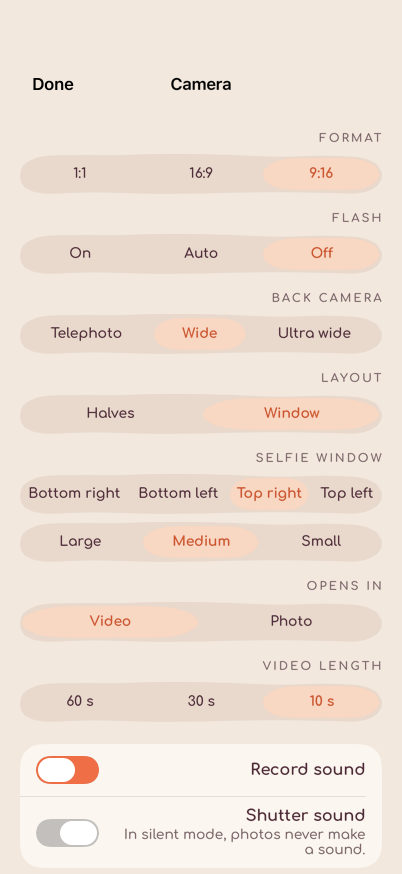 Done Camera
FORMAT
1:1 16:9 9:16
FLASH
On Auto Off
BACK CAMERA
Telephoto Wide Ultra wide
LAYOUT
Halves Window
SELFIE WINDOW
Bottom right Bottom left Top right Top left
Large Medium Small
OPENS IN
Video Photo
VIDEO LENGTH
60 s 30 s 10 s
Record sound
Shutter sound
In silent mode, photos never make
a sound.